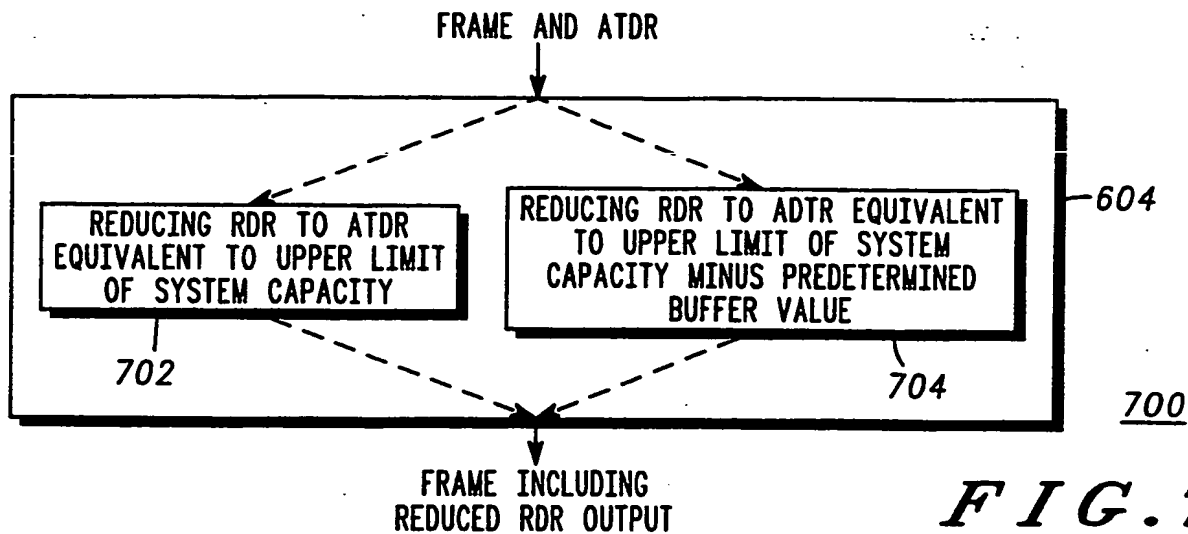 FRAME AND ATDR
604
REDUCING RDR TO ATDR
EQUIVALENT TO UPPER LIMIT
OF SYSTEM CAPACITY
REDUCING RDR TO ADTR EQUIVALENT
TO UPPER LIMIT OF SYSTEM
CAPACITY MINUS PREDETERMINED
BUFFER VALUE
702
704
700
FRAME INCLUDING
REDUCED RDR OUTPUT
FIG.7